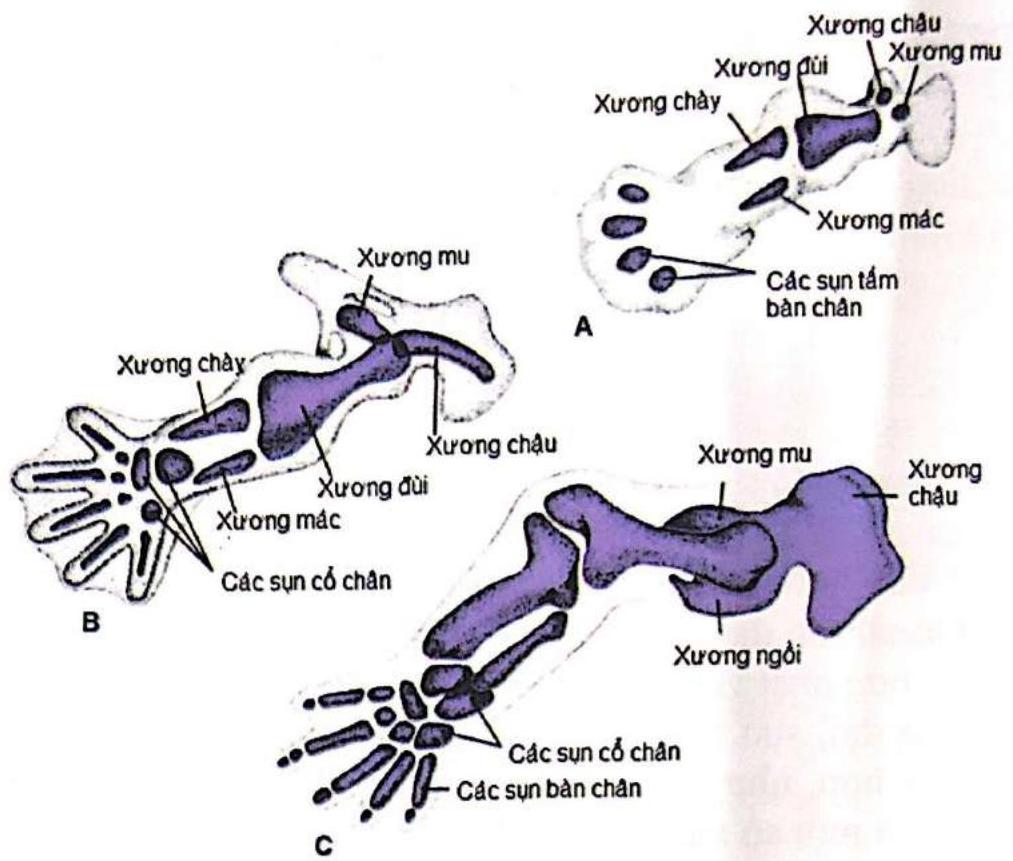 Xương chậu
Xương mu
Xương đùi
Xương chày
Xương mác
Các sụn tấm
bàn chân
A
Xương mu
Xương chày
Xương chậu
Xương đùi
Xương mác
Các sụn cổ chân
B
Xương mu
Xương
chậu
Xương ngồi
Các sụn cổ chân
Các sụn bàn chân
C